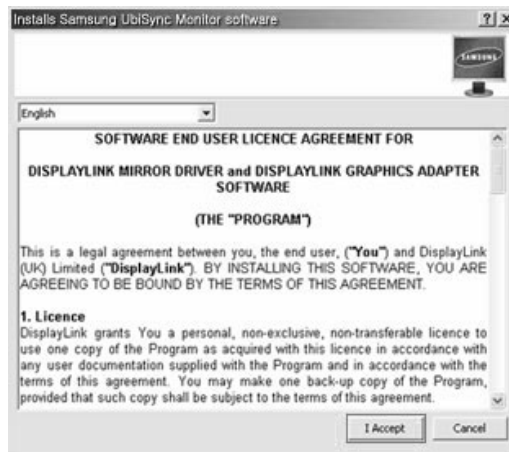 Installs Samsung UbiSync Monitor software
SAMSUNG
English
SOFTWARE END USER LICENCE AGREEMENT FOR
DISPLAYLINK MIRROR DRIVER and DISPLAYLINK GRAPHICS ADAPTER
SOFTWARE
(THE "PROGRAM")
This is a legal agreement between you, the end user, ("You") and DisplayLink
(UK) Limited ("DisplayLink"). BY INSTALLING THIS SOFTWARE, YOU ARE
AGREEING TO BE BOUND BY THE TERMS OF THIS AGREEMENT.
1. Licence
DisplayLink grants You a personal, non-exclusive, non-transferable licence to
use one copy of the Program as acquired with this licence in accordance with
any user documentation supplied with the Program and in accordance with the
terms of this agreement. You may make one back-up copy of the Program,
provided that such copy shall be subject to the terms of this agreement.
I Accept
Cancel